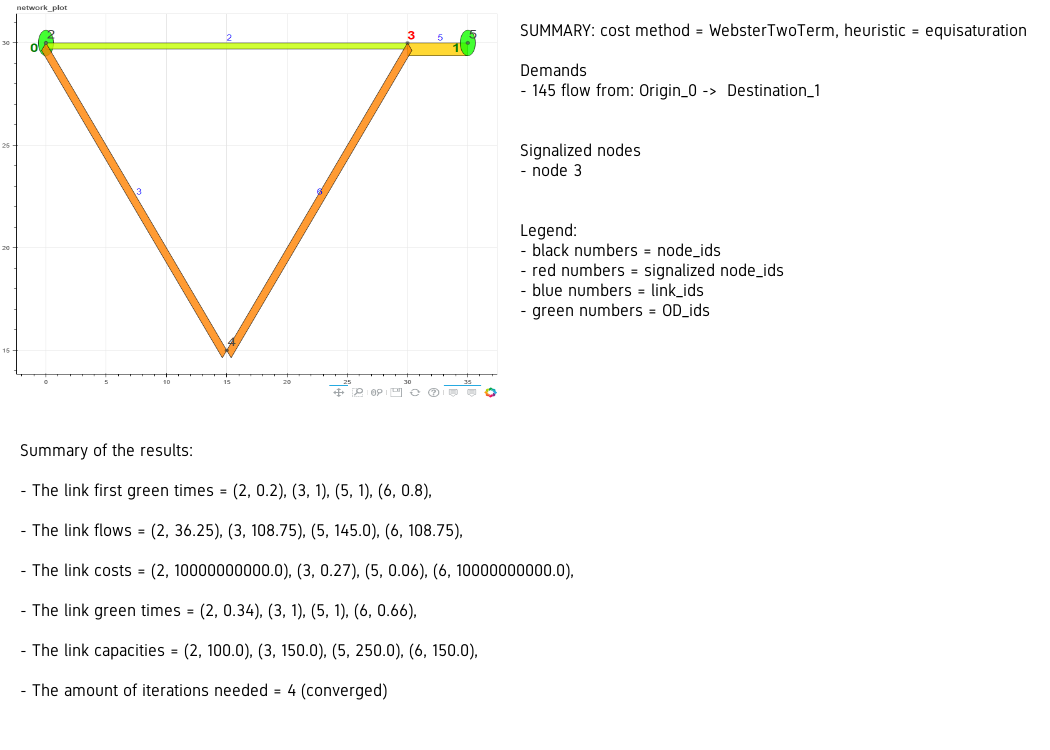 network_plot
SUMMARY: cost method = WebsterTwoTerm, heuristic = equisaturation
Demands
- 145 flow from: Origin_0 -> Destination_1
Signalized nodes
- node 3
Legend:
- black numbers = node_ids
- red numbers = signalized node_ids
- blue numbers = link_ids
- green numbers = OD_ids
30
25
20
15
0
5
10
15
20
25
30
35
0
2
2
3
5
1
5
3
6
4
Summary of the results:
- The link first green times = (2, 0.2), (3, 1), (5, 1), (6, 0.8),
- The link flows = (2, 36.25), (3, 108.75), (5, 145.0), (6, 108.75),
- The link costs = (2, 10000000000.0), (3, 0.27), (5, 0.06), (6, 10000000000.0),
- The link green times = (2, 0.34), (3, 1), (5, 1), (6, 0.66),
- The link capacities = (2, 100.0), (3, 150.0), (5, 250.0), (6, 150.0),
- The amount of iterations needed = 4 (converged)